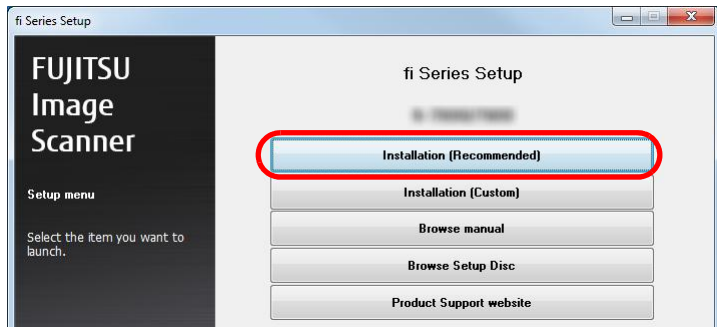 fi Series Setup
FUJITSU
Image
Scanner
Setup menu
Select the item you want to
launch.
fi Series Setup
Installation (Recommended)
Installation (Custom)
Browse manual
Browse Setup Disc
Product Support website